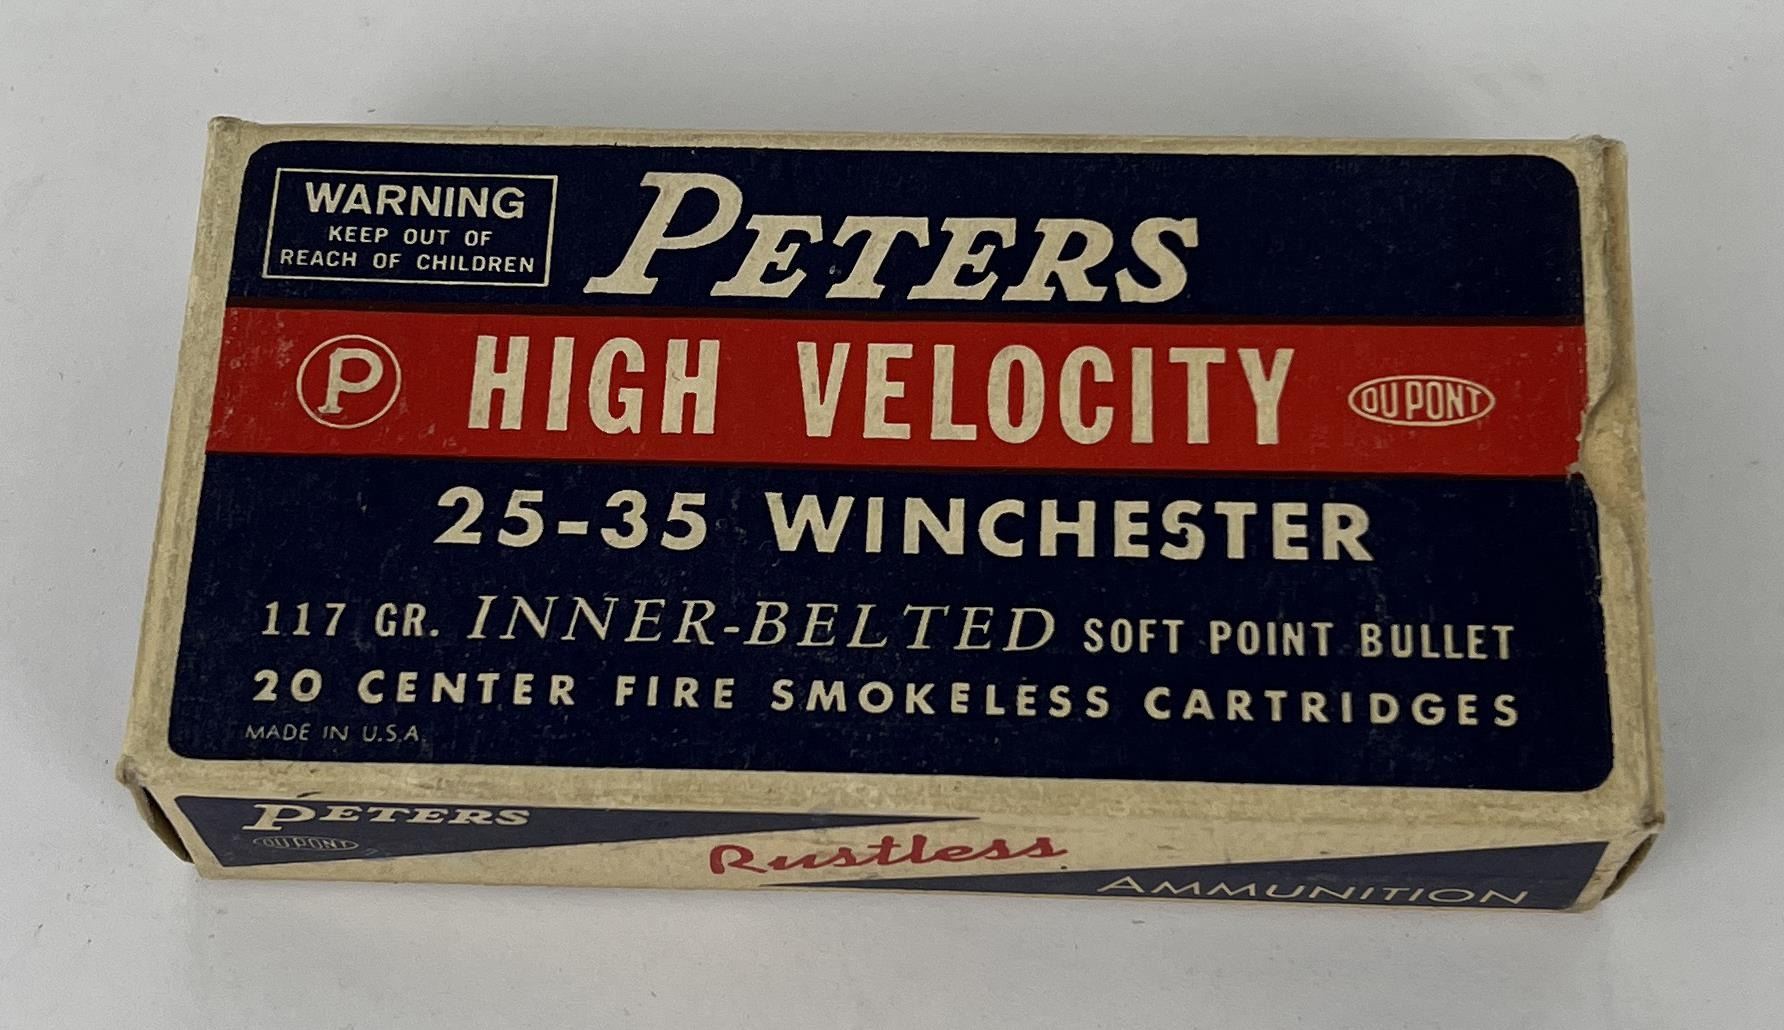 WARNING
KEEP OUT OF
REACH OF CHILDREN
PETERS
P HIGH VELOCITY DU PONT
25-35 WINCHESTER
117 GR. INNER-BELTED SOFT POINT BULLET
20 CENTER FIRE SMOKELESS CARTRIDGES
MADE IN U.S.A.
PETERS
DU PONT
Rustless
AMMUNITION